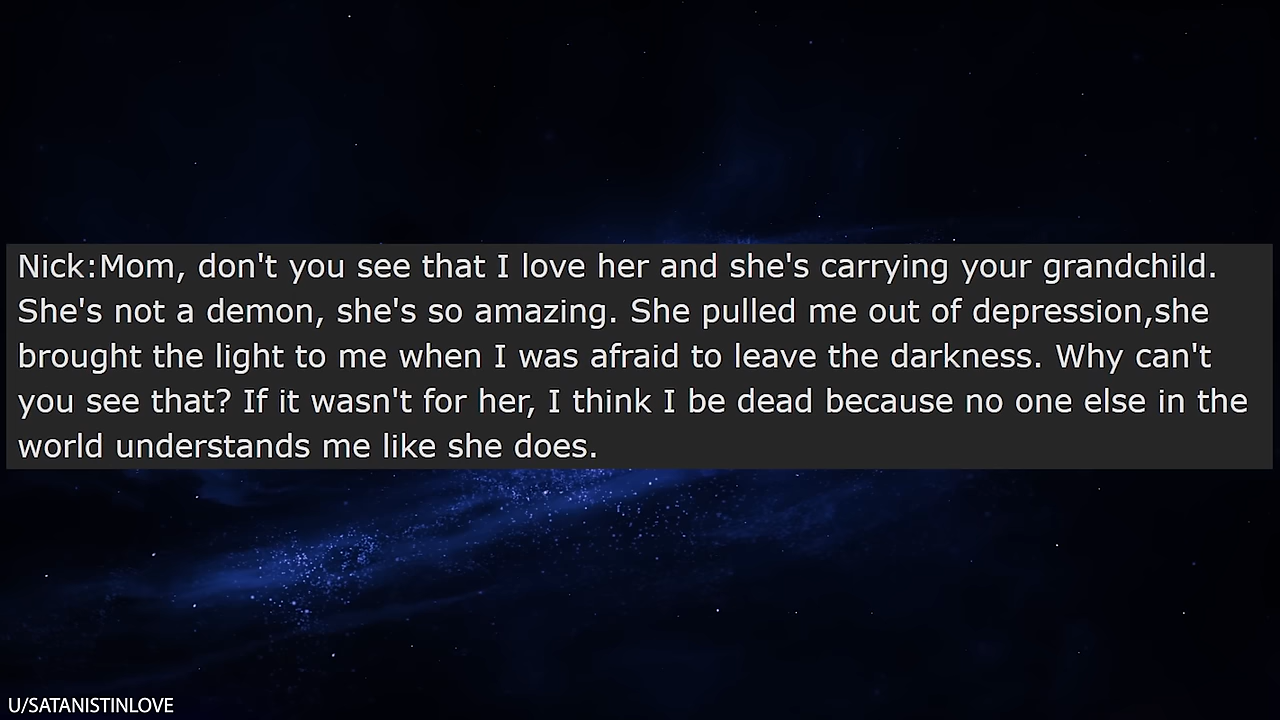 Nick:Mom, don't you see that I love her and she's carrying your grandchild.
She's not a demon, she's so amazing. She pulled me out of depression,she
brought the light to me when I was afraid to leave the darkness. Why can't
you see that? If it wasn't for her, I think I be dead because no one else in the
world understands me like she does.
U/SATANISTINLOVE